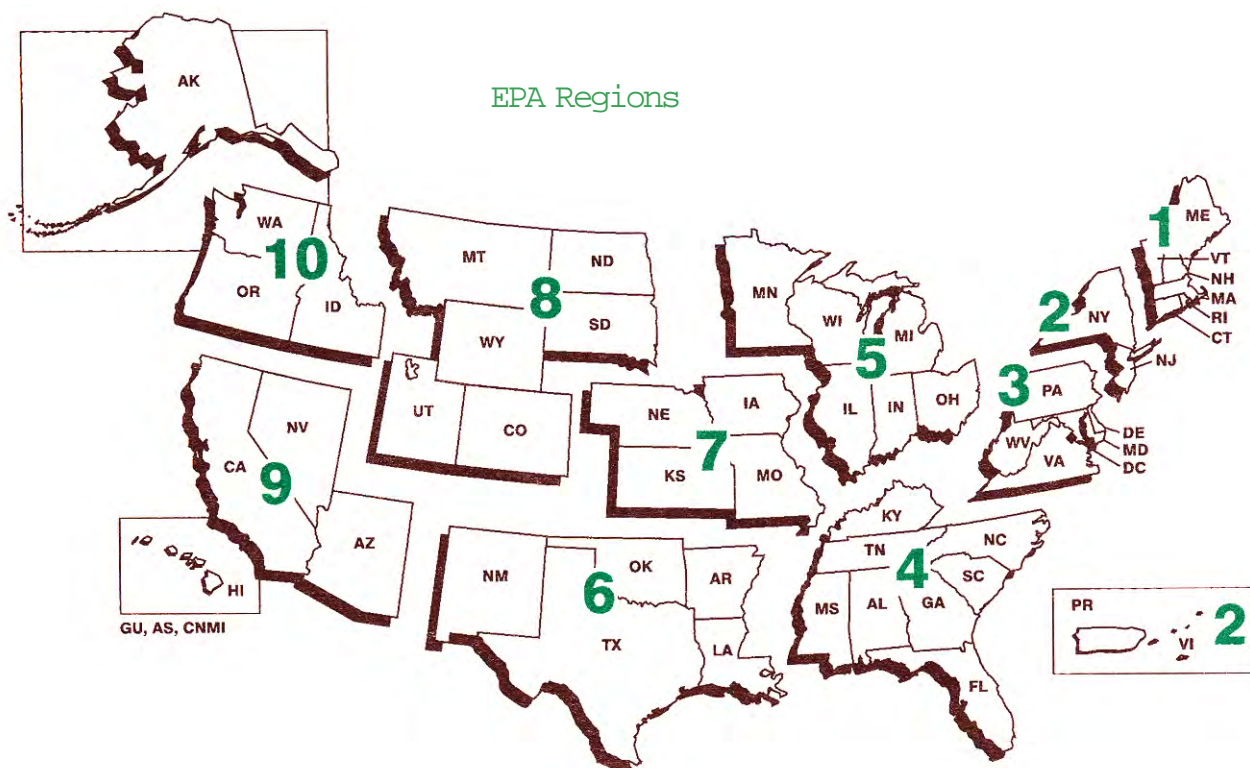 EPA Regions
AK
WA
10
OR
ID
MT
ND
8
WY
SD
UT
CO
MN
WI
MI
5
IL
IN
OH
1
ME
VT
NH
MA
RI
CT
2
NY
NJ
3
PA
WV
VA
DE
MD
DC
NE
IA
7
KS
MO
CA
NV
9
AZ
HI
GU, AS, CNMI
NM
OK
AR
6
TX
LA
KY
TN
NC
4
SC
MS
AL
GA
FL
PR
VI
2